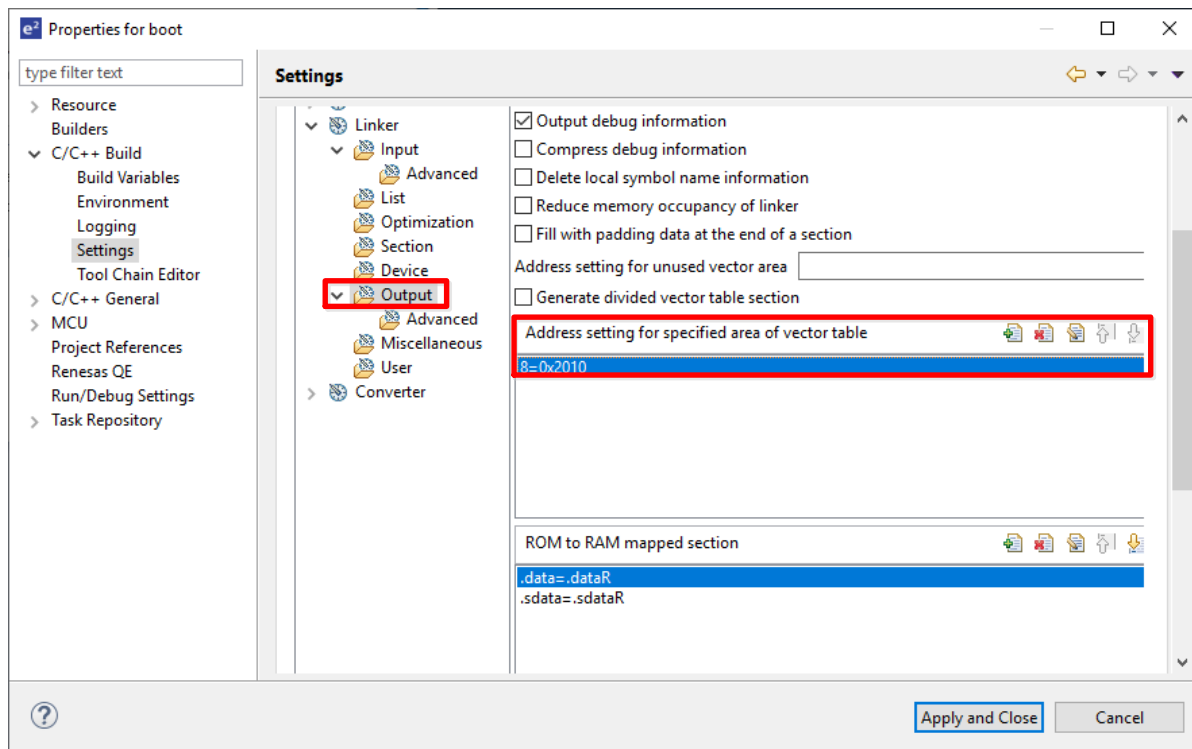 e² Properties for boot
type filter text
Resource
Builders
C/C++ Build
Build Variables
Environment
Logging
Settings
Tool Chain Editor
C/C++ General
MCU
Project References
Renesas QE
Run/Debug Settings
Task Repository
Settings
Linker
Input
Advanced
List
Optimization
Section
Device
Output
Advanced
Miscellaneous
User
Converter
Output debug information
Compress debug information
Delete local symbol name information
Reduce memory occupancy of linker
Fill with padding data at the end of a section
Address setting for unused vector area
Generate divided vector table section
Address setting for specified area of vector table
8=0x2010
ROM to RAM mapped section
.data=.dataR
.sdata=.sdataR
?
Apply and Close
Cancel